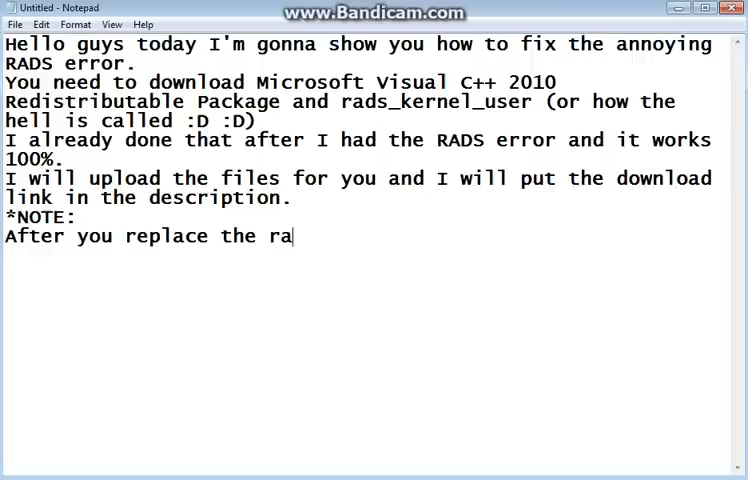 Untitled - Notepad
www.Bandicam.com
File Edit Format View Help
Hello guys today I'm gonna show you how to fix the annoying
RADS error.
You need to download Microsoft Visual C++ 2010
Redistributable Package and rads_kernel_user (or how the
hell is called :D :D)
I already done that after I had the RADS error and it works
100%.
I will upload the files for you and I will put the download
link in the description.
*NOTE:
After you replace the ra